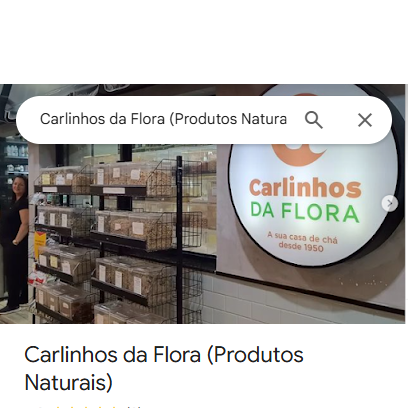 Carlinhos da Flora (Produtos Natura
Carlinhos
DA FLORA
A sua casa de chá
desde 1950
Carlinhos da Flora (Produtos
Naturais)